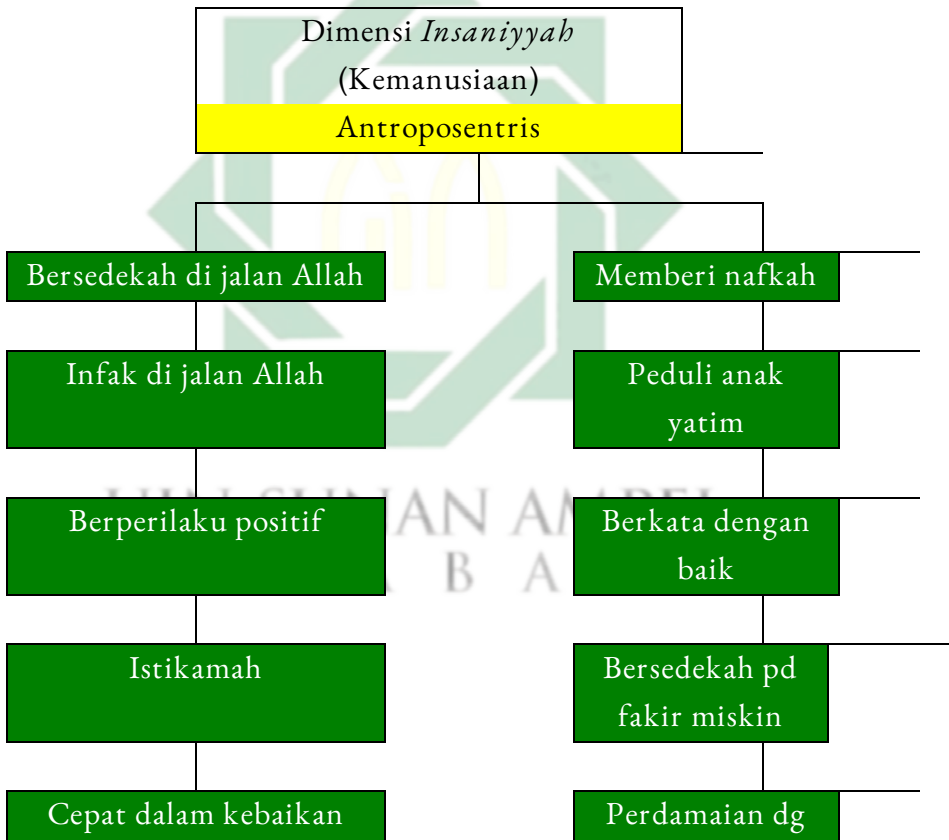 Dimensi Insaniyyah
(Kemanusiaan)
Antroposentris
Bersedekah di jalan Allah
Infak di jalan Allah
Berperilaku positif
Istikamah
Cepat dalam kebaikan
Memberi nafkah
Peduli anak
yatim
Berkata dengan
baik
Bersedekah pd
fakir miskin
Perdamaian dg